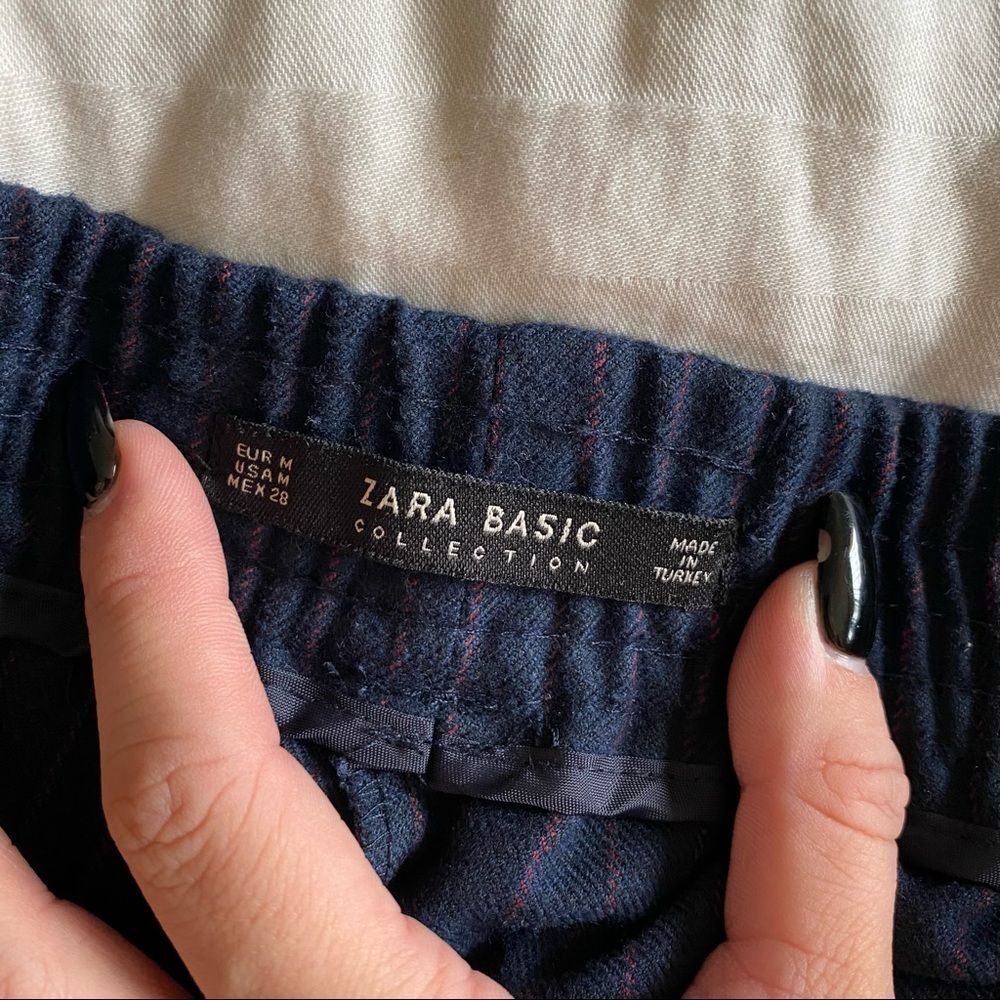 EUR M
USA M
MEX 28
ZARA BASIC
COLLECTION
MADE
IN
TURKEY